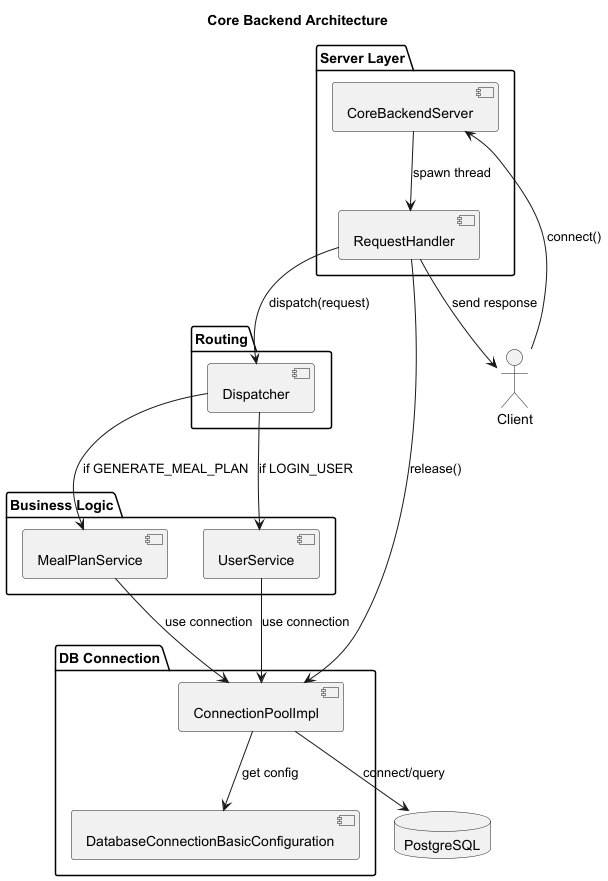 Core Backend Architecture
Server Layer
CoreBackendServer
spawn thread
connect()
RequestHandler
dispatch(request)
send response
Routing
Dispatcher
Client
if GENERATE_MEAL_PLAN
if LOGIN_USER
release()
Business Logic
MealPlanService
UserService
use connection
use connection
DB Connection
ConnectionPoolImpl
get config
connect/query
DatabaseConnectionBasicConfiguration
PostgreSQL